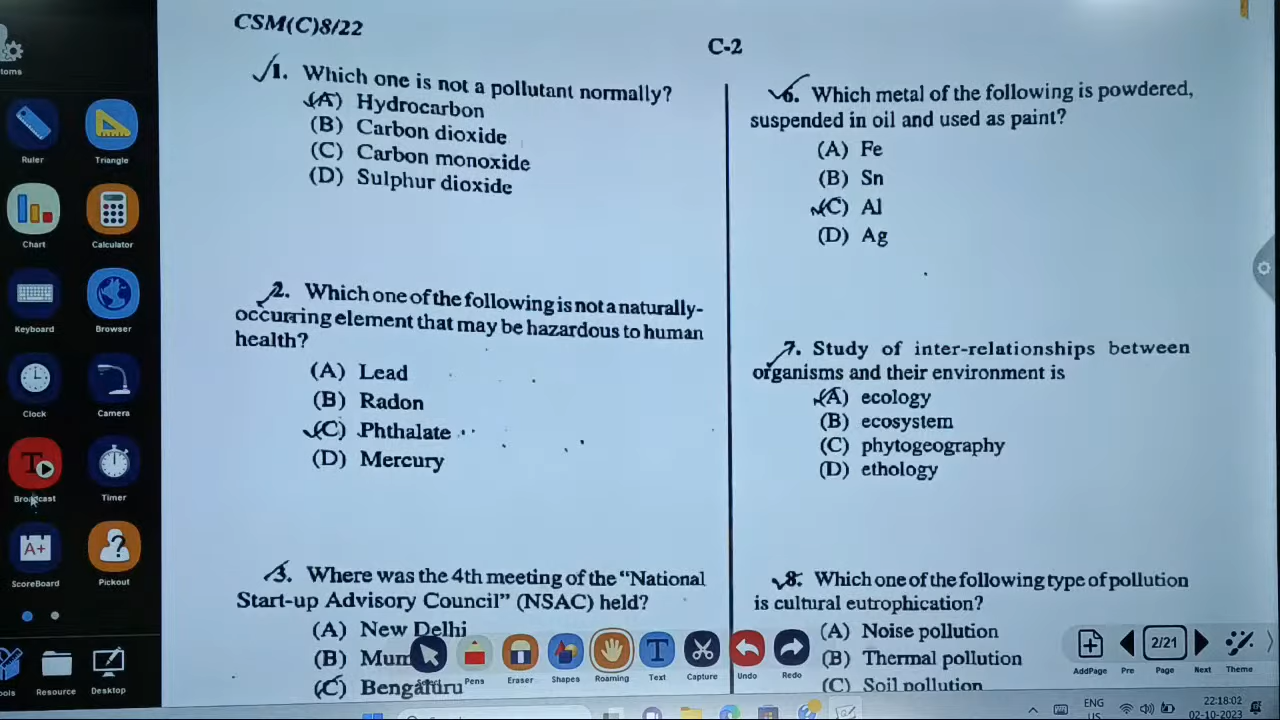 CSM(C)8/22
C-2
1. Which one is not a pollutant normally?
(A) Hydrocarbon
(B) Carbon dioxide
(C) Carbon monoxide
(D) Sulphur dioxide
2. Which one of the following is not a naturally-
occurring element that may be hazardous to human
health?
(A) Lead
(B) Radon
(C) Phthalate
(D) Mercury
3. Where was the 4th meeting of the "National
Start-up Advisory Council" (NSAC) held?
(A) New Delhi
(B)
(C) Bengaluru
6. Which metal of the following is powdered,
suspended in oil and used as paint?
(A) Fe
(B) Sn
(C) Al
(D) Ag
7. Study of inter-relationships between
organisms and their environment is
(A) ecology
(B) ecosystem
(C) phytogeography
(D) ethology
8. Which one of the following type of pollution
is cultural eutrophication?
(A) Noise pollution
(B) Thermal pollution
(C) Soil pollution
Ruler
Triangle
Chart
Calculator
Keyboard
Browser
Clock
Camera
Broadcast
Timer
A+
ScoreBoard
Pickout
Resource
Desktop
Pens
Eraser
Shapes
Roaming
T
Text
Capture
Undo
Redo
AddPage
Pre
2/21
Page
Next
Theme
ENG
22:18:02
02-10-2023